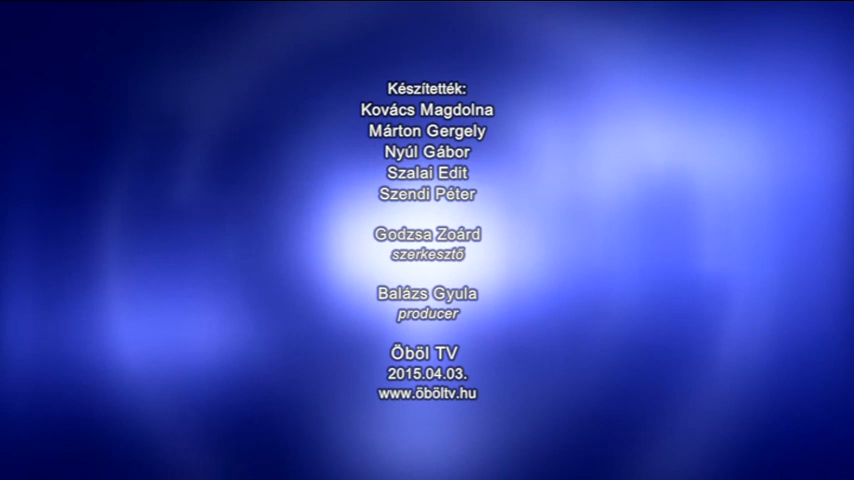 Készítették:
Kovács Magdolna
Márton Gergely
Nyúl Gábor
Szalai Edit
Szendi Péter
Godzsa Zoárd
szerkesztő
Balázs Gyula
producer
Öböl TV
2015.04.03.
www.öböltv.hu